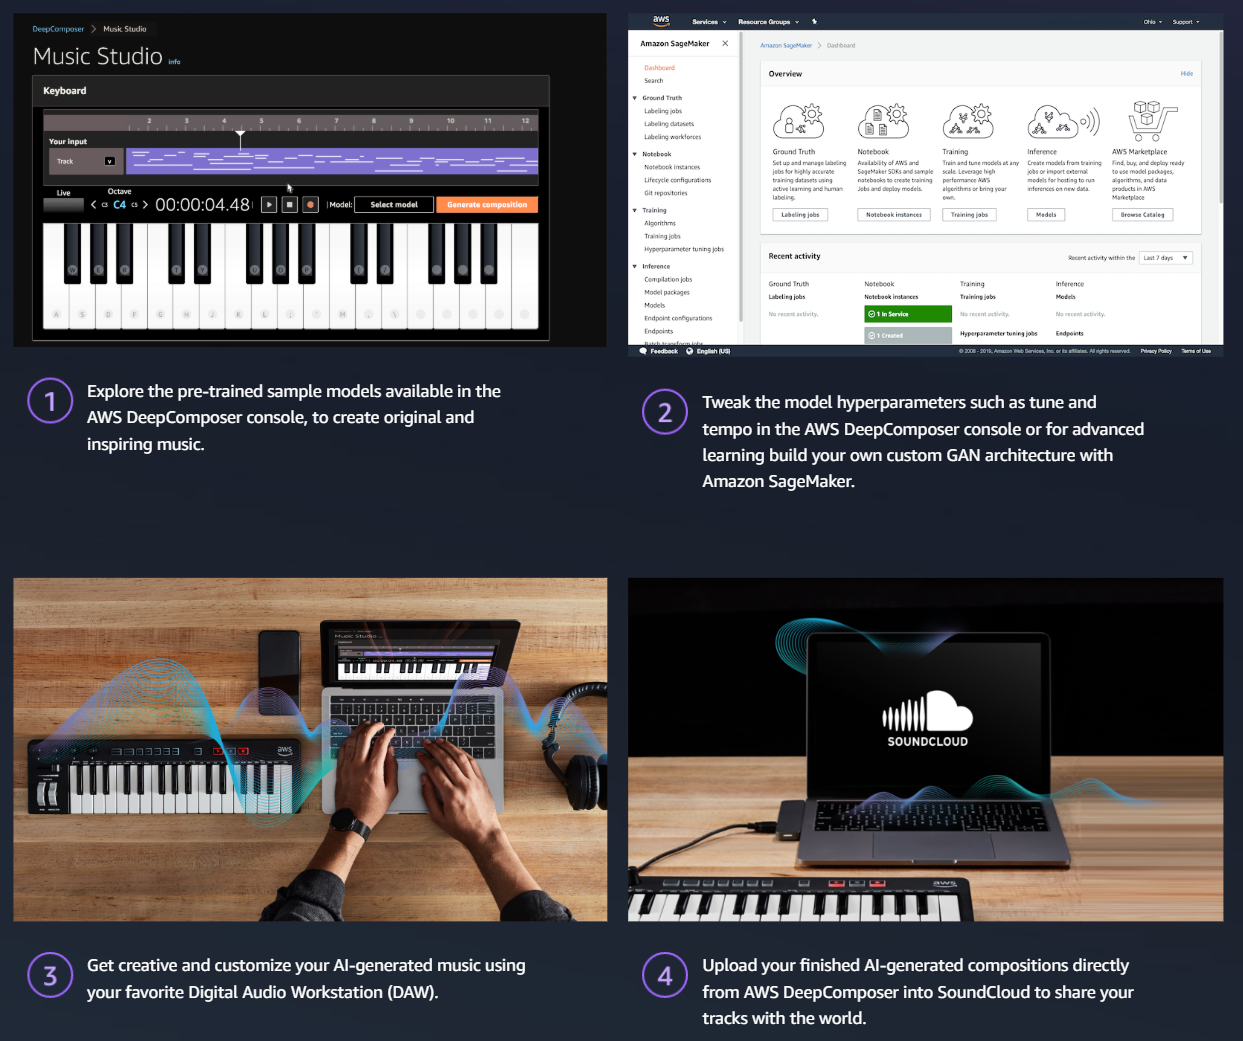 DeepComposer > Music Studio
Music Studio info
Keyboard
2 3 4 5 6 7 8 9 10 11 12
Your input
Track v
Live
Octave
< C3 C4 C5 > 00:00:04.48 |Model: Select model Generate composition
1 Explore the pre-trained sample models available in the
AWS DeepComposer console, to create original and
inspiring music.
aws Services Resource Groups Ohio Support
Amazon SageMaker ×
Dashboard
Search
Ground Truth
Labeling jobs
Labeling datasets
Labeling workforces
Notebook
Notebook instances
Lifecycle configurations
Git repositories
Training
Algorithms
Training jobs
Hyperparameter tuning jobs
Inference
Compilation jobs
Model packages
Models
Endpoint configurations
Endpoints
Batch transform jobs
Amazon SageMaker > Dashboard
Overview Hide
Ground Truth
Set up and manage labeling
jobs for highly accurate
training datasets using
active learning and human
labeling.
Labeling jobs
Notebook
Availability of AWS and
SageMaker SDKs and sample
notebooks to create training
jobs and deploy models.
Notebook instances
Training
Train and tune models at any
scale. Leverage high
performance AWS
algorithms or bring your
own.
Training jobs
Inference
Create models from training
jobs or import external
models for hosting to run
inferences on new data.
Models
AWS Marketplace
Find, buy, and deploy ready
to use model packages,
algorithms, and data
products in AWS
Marketplace
Browse Catalog
Recent activity Recent activity within the Last 7 days
Ground Truth
Labeling jobs
No recent activity.
Notebook
Notebook instances
1 In Service
1 Created
Training
Training jobs
No recent activity.
Hyperparameter tuning jobs
Inference
Models
No recent activity.
Endpoints
Feedback English (US) © 2008 - 2019, Amazon Web Services, Inc. or its affiliates. All rights reserved. Privacy Policy Terms of Use
2 Tweak the model hyperparameters such as tune and
tempo in the AWS DeepComposer console or for advanced
learning build your own custom GAN architecture with
Amazon SageMaker.
Music Studio
aws
3 Get creative and customize your AI-generated music using
your favorite Digital Audio Workstation (DAW).
SOUNDCLOUD
aws
4 Upload your finished AI-generated compositions directly
from AWS DeepComposer into SoundCloud to share your
tracks with the world.